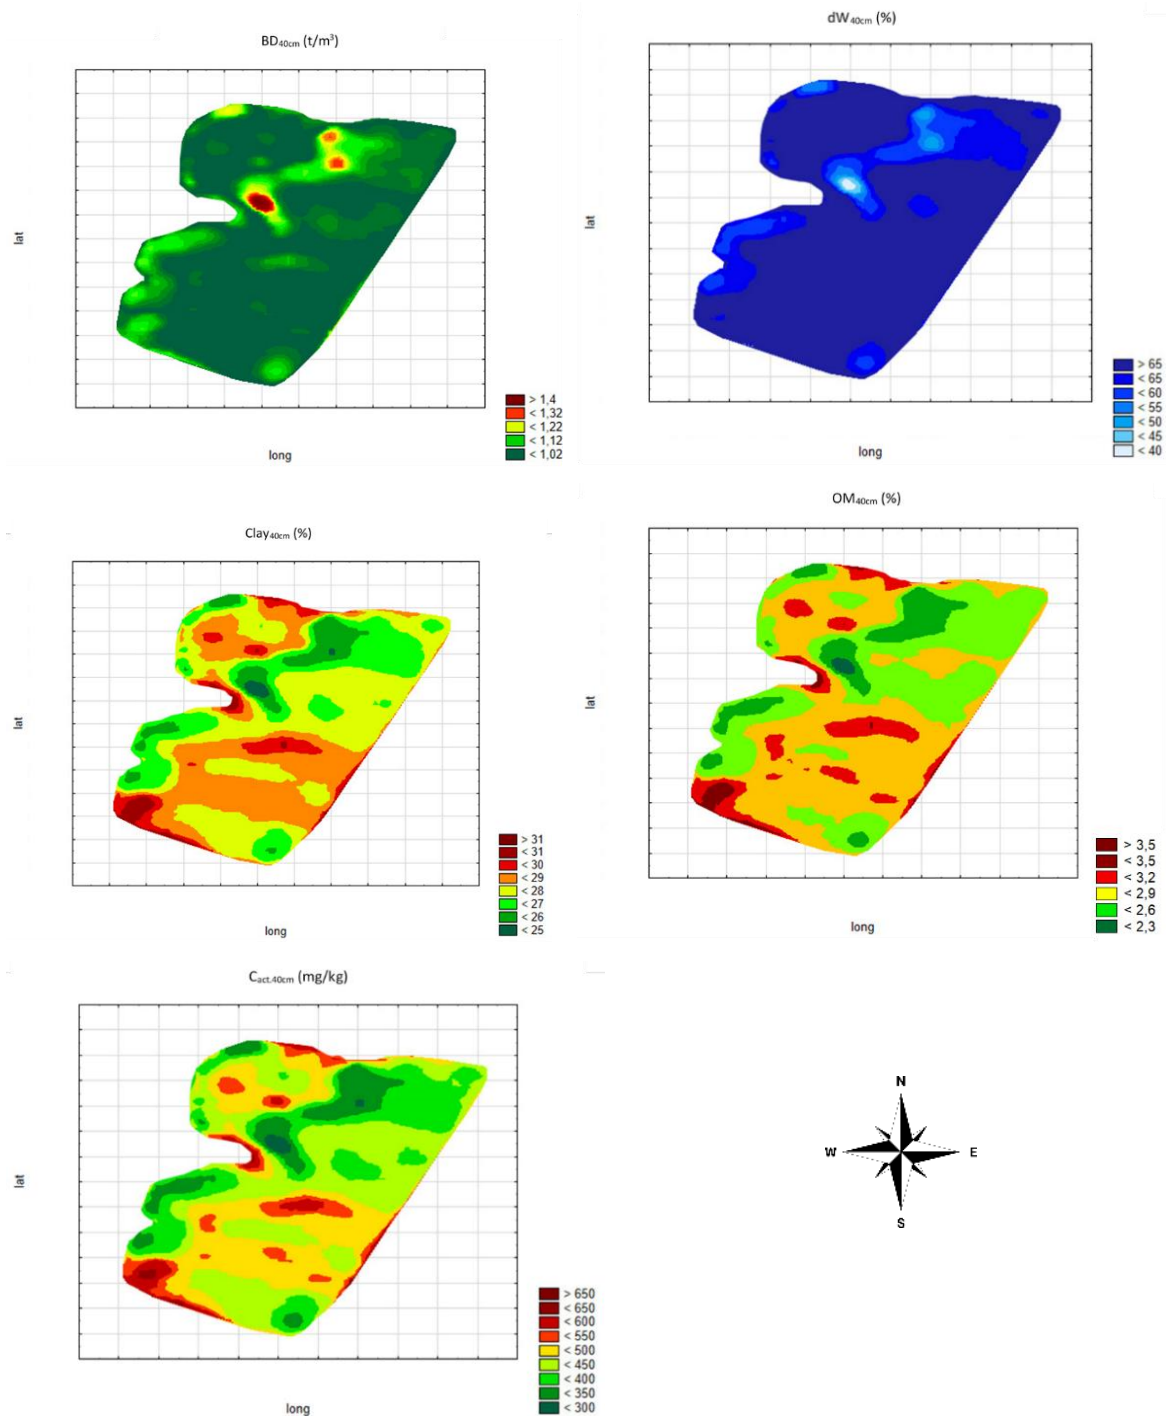 BD40cm (t/m³)
lat
> 1,4
< 1,32
< 1,22
< 1,12
< 1,02
long
dW40cm (%)
lat
> 65
< 65
< 60
< 55
< 50
< 45
< 40
long
Clay40cm (%)
lat
> 31
< 31
< 30
< 29
< 28
< 27
< 26
< 25
long
OM40cm (%)
lat
> 3,5
< 3,5
< 3,2
< 2,9
< 2,6
< 2,3
long
Cact.40cm (mg/kg)
lat
> 650
< 650
< 600
< 550
< 500
< 450
< 400
< 350
< 300
long
N
W E
S